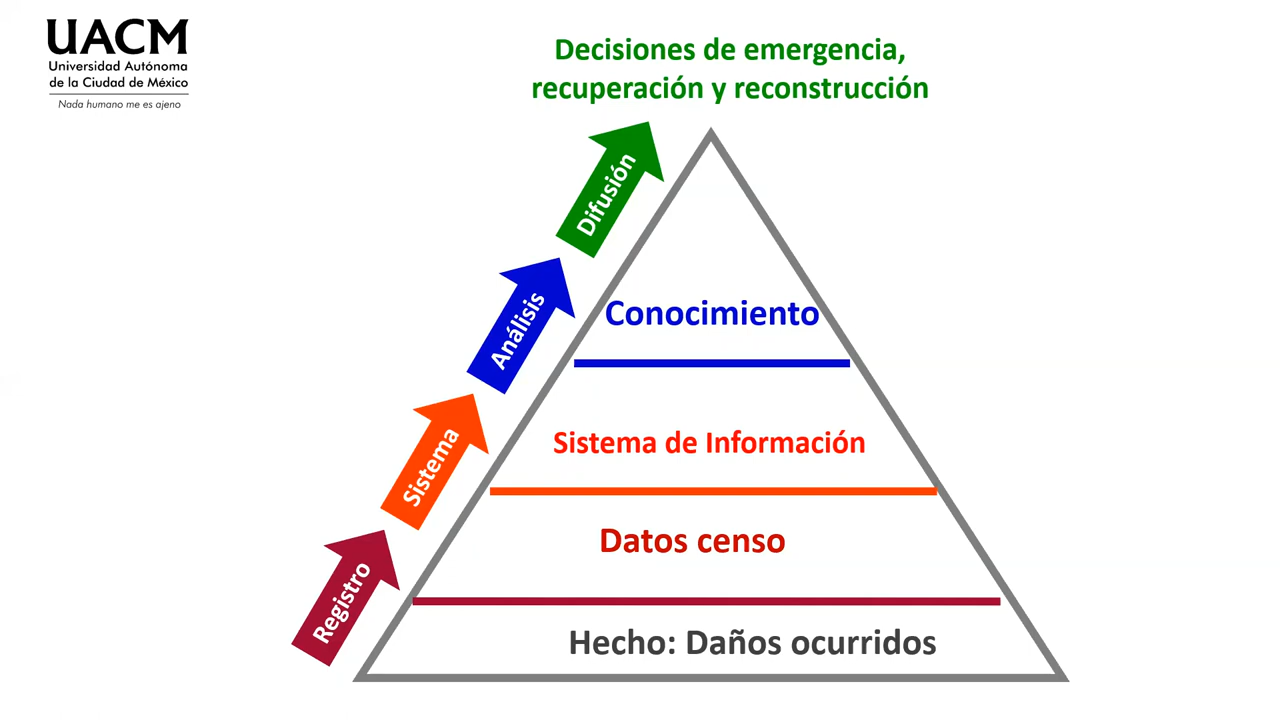 UACM
Universidad Autónoma
de la Ciudad de México
Nada humano me es ajeno
Decisiones de emergencia,
recuperación y reconstrucción
Difusión
Conocimiento
Análisis
Sistema de Información
Sistema
Datos censo
Registro
Hecho: Daños ocurridos